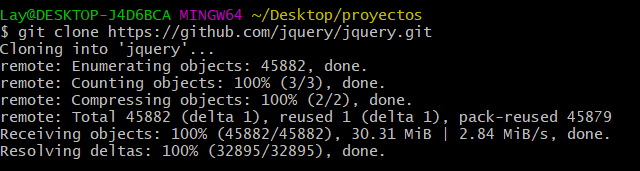 Lay@DESKTOP-J4D6BCA MINGW64 ~/Desktop/proyectos
$ git clone https://github.com/jquery/jquery.git
Cloning into 'jquery'...
remote: Enumerating objects: 45882, done.
remote: Counting objects: 100% (3/3), done.
remote: Compressing objects: 100% (2/2), done.
remote: Total 45882 (delta 1), reused 1 (delta 1), pack-reused 45879
Receiving objects: 100% (45882/45882), 30.31 MiB | 2.84 MiB/s, done.
Resolving deltas: 100% (32895/32895), done.